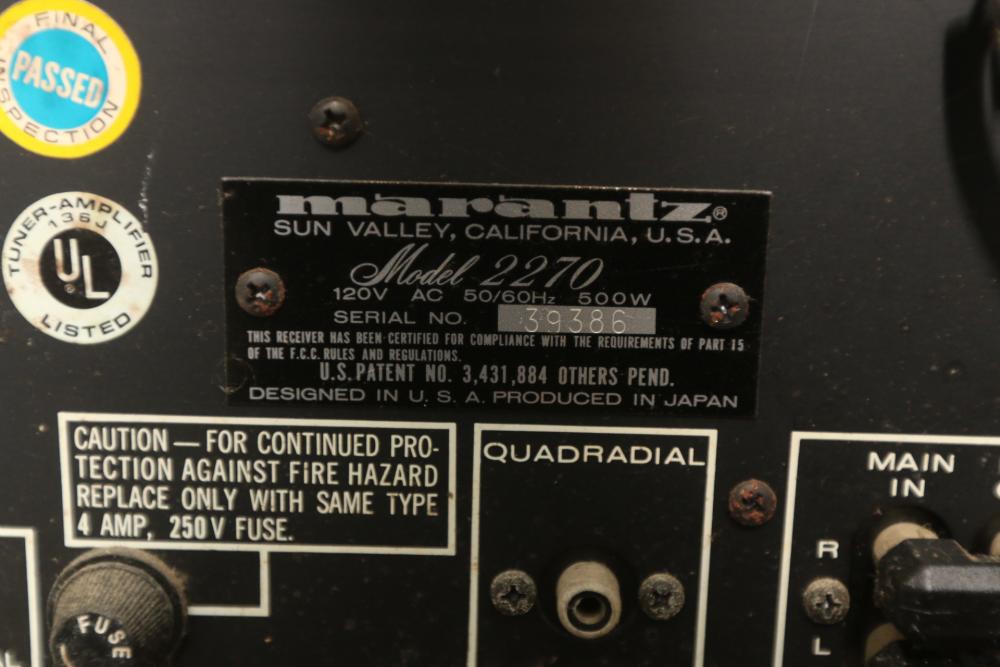 FINAL
PASSED
INSPECTION
TUNER-AMPLIFIER
136J
UL
®
LISTED
marantz®
SUN VALLEY, CALIFORNIA, U.S.A.
Model 2270
120V AC 50/60Hz 500W
SERIAL NO. 39386
THIS RECEIVER HAS BEEN CERTIFIED FOR COMPLIANCE WITH THE REQUIREMENTS OF PART 15
OF THE F.C.C. RULES AND REGULATIONS.
U.S. PATENT NO. 3,431,884 OTHERS PEND.
DESIGNED IN U. S. A. PRODUCED IN JAPAN
CAUTION — FOR CONTINUED PRO-
TECTION AGAINST FIRE HAZARD
REPLACE ONLY WITH SAME TYPE
4 AMP, 250V FUSE.
FUSE
QUADRADIAL
MAIN
IN
R
L